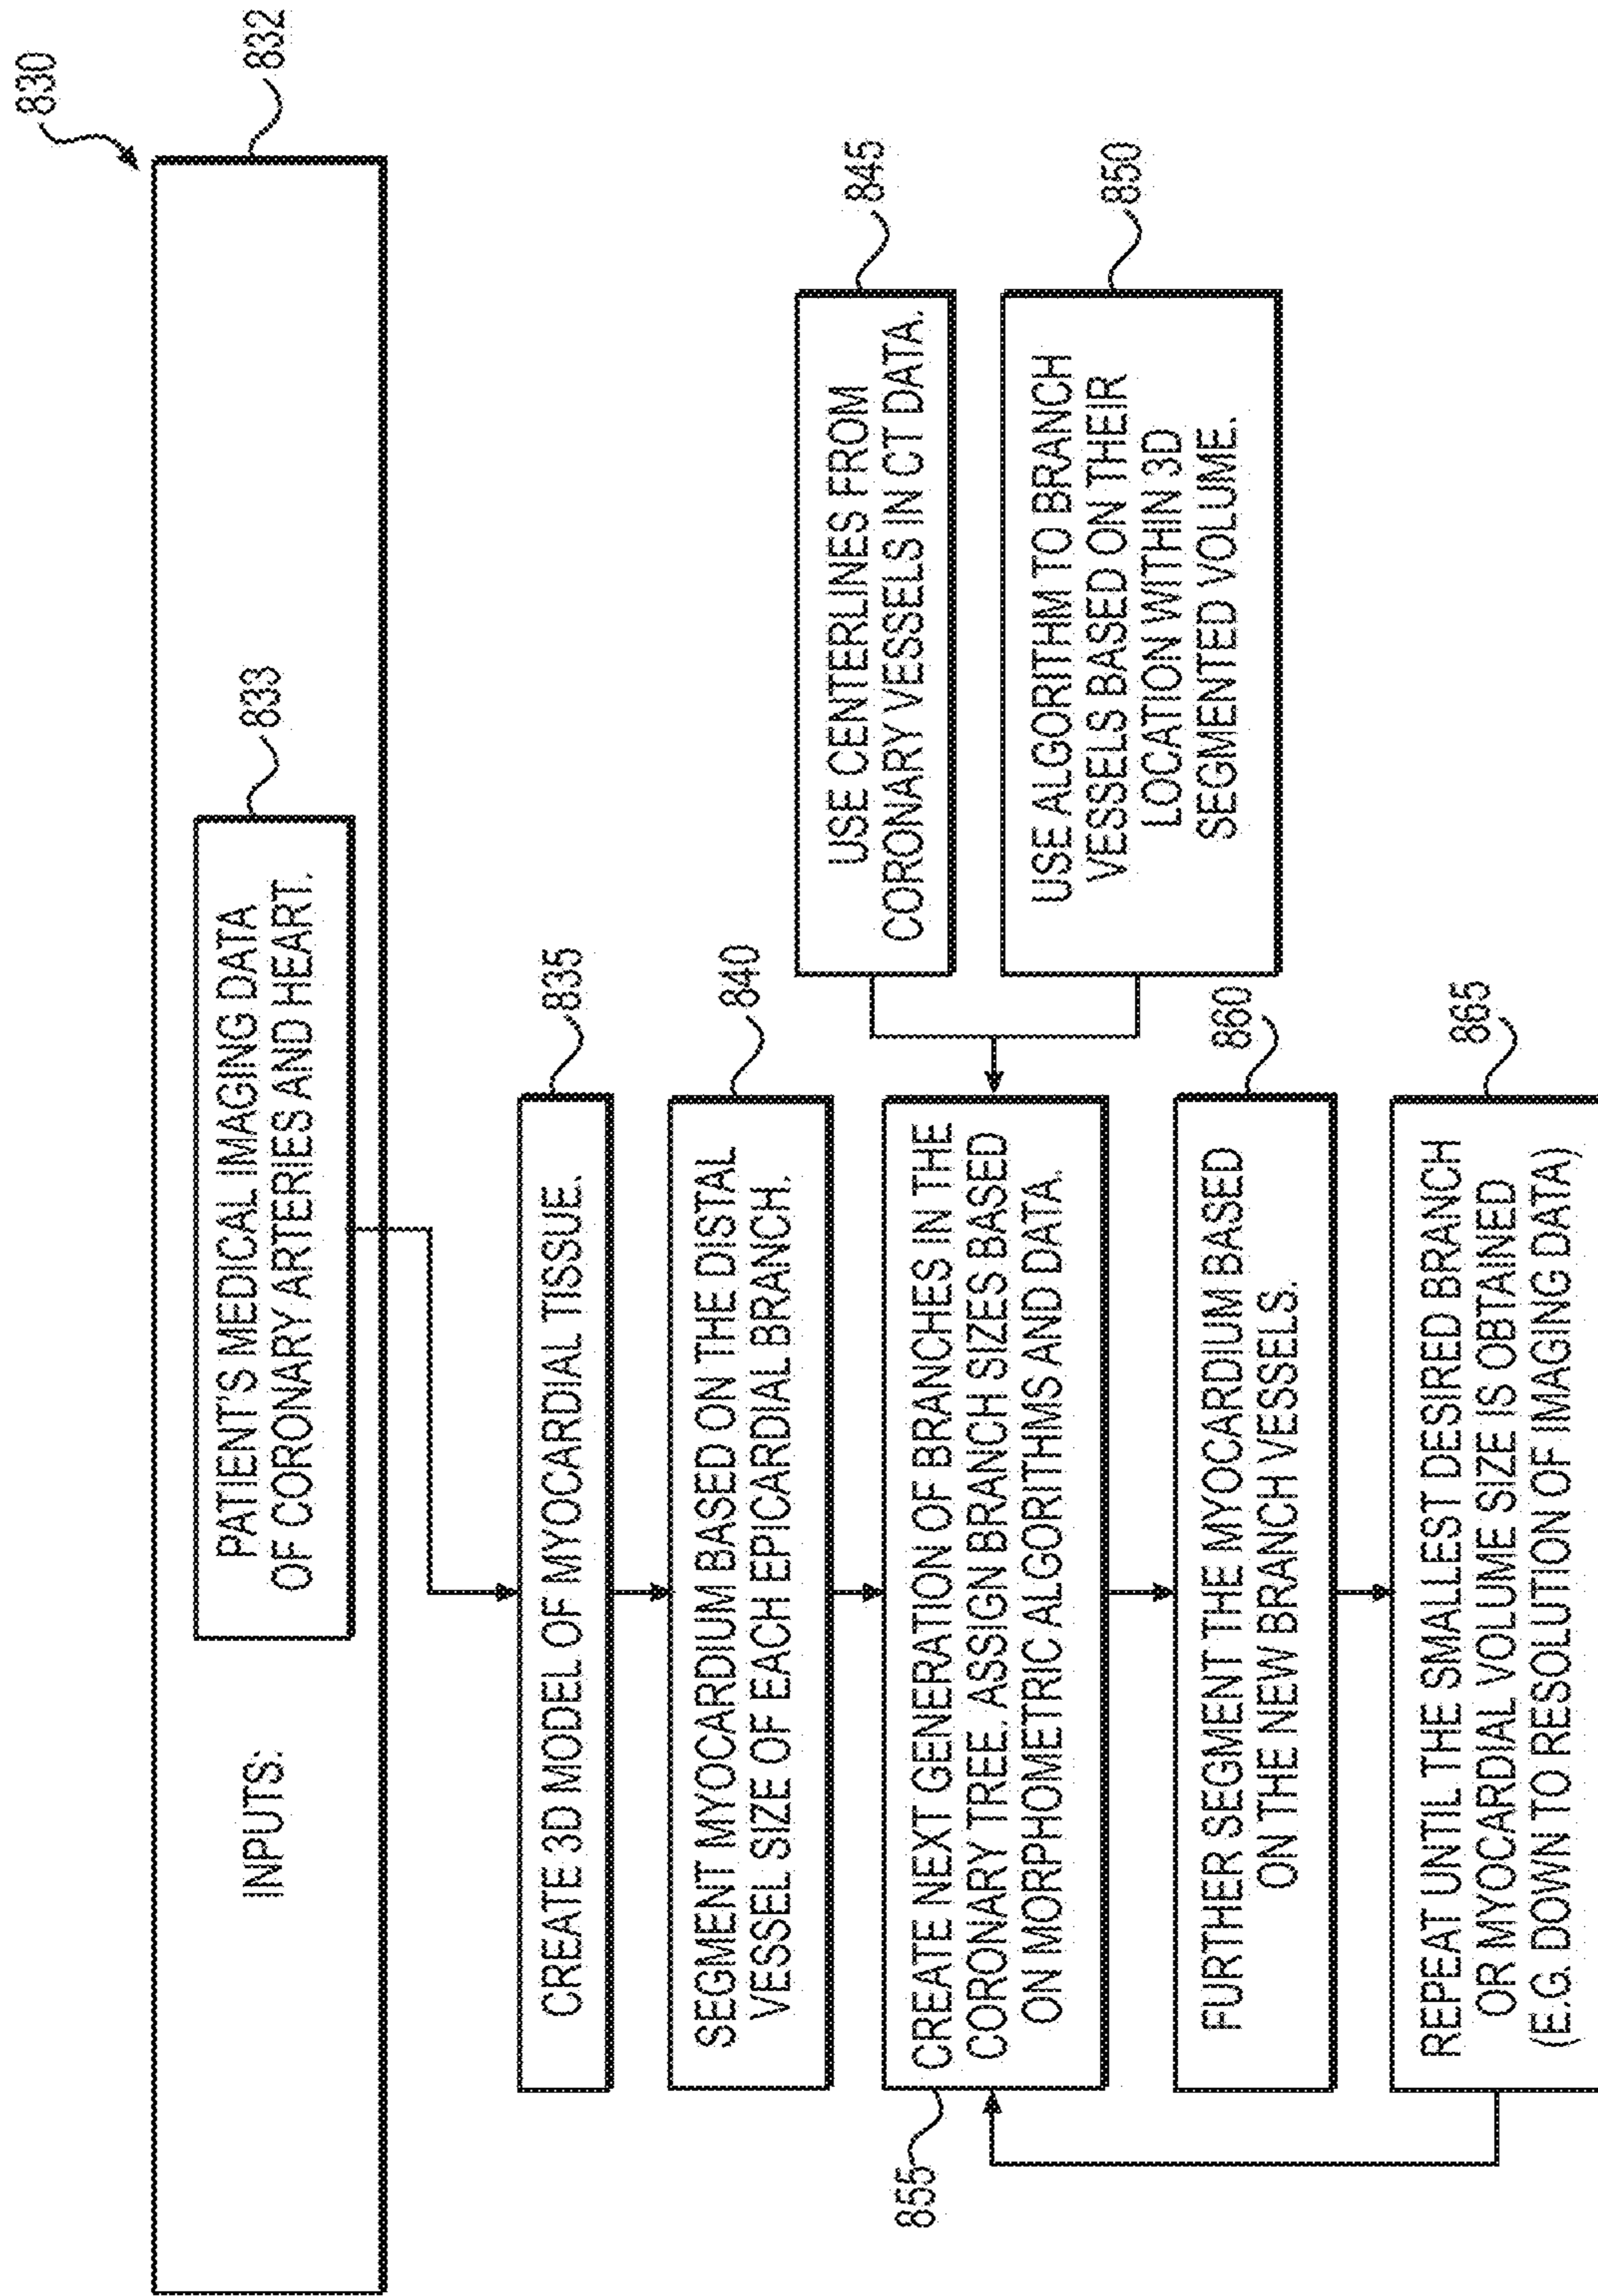 830
832
INPUTS:
833
PATIENT'S MEDICAL IMAGING DATA
OF CORONARY ARTERIES AND HEART.
835
CREATE 3D MODEL OF MYOCARDIAL TISSUE.
840
SEGMENT MYOCARDIUM BASED ON THE DISTAL
VESSEL SIZE OF EACH EPICARDIAL BRANCH.
845
USE CENTERLINES FROM
CORONARY VESSELS IN CT DATA.
850
USE ALGORITHM TO BRANCH
VESSELS BASED ON THEIR
LOCATION WITHIN 3D
SEGMENTED VOLUME.
855
CREATE NEXT GENERATION OF BRANCHES IN THE
CORONARY TREE. ASSIGN BRANCH SIZES BASED
ON MORPHOMETRIC ALGORITHMS AND DATA.
860
FURTHER SEGMENT THE MYOCARDIUM BASED
ON THE NEW BRANCH VESSELS.
865
REPEAT UNTIL THE SMALLEST DESIRED BRANCH
OR MYOCARDIAL VOLUME SIZE IS OBTAINED
(E.G. DOWN TO RESOLUTION OF IMAGING DATA)